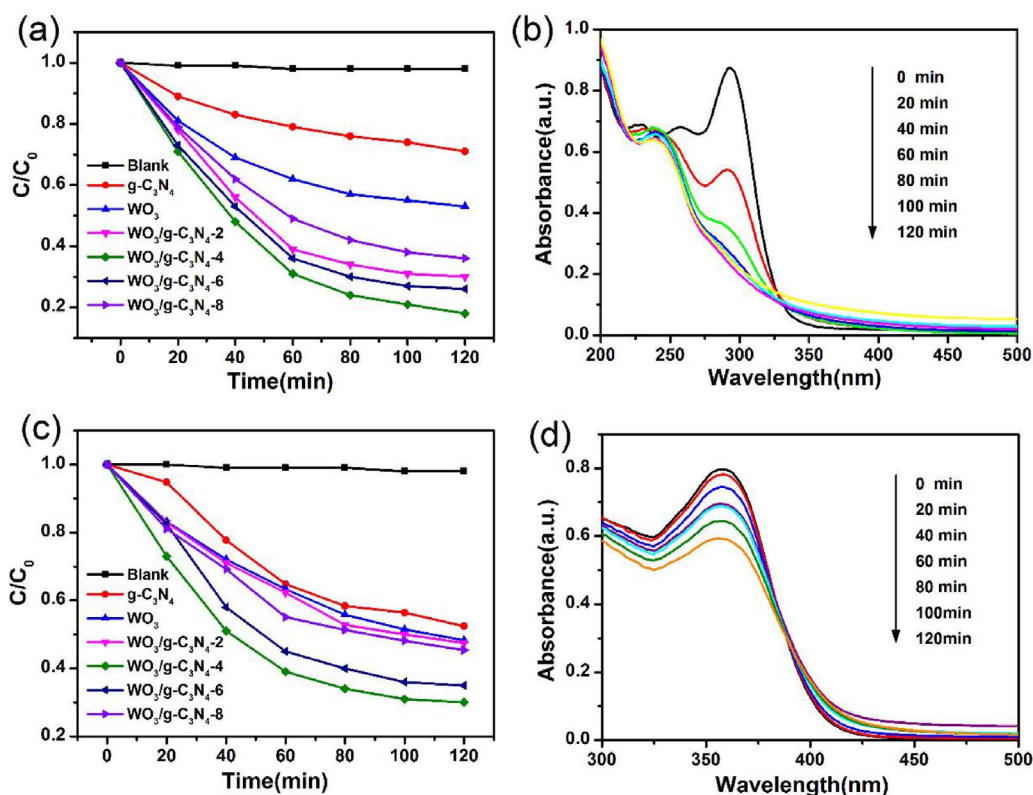 (a)
C/C0
1.0
0.8
0.6
0.4
0.2
Blank
g-C3N4
WO3
WO3/g-C3N4-2
WO3/g-C3N4-4
WO3/g-C3N4-6
WO3/g-C3N4-8
0 20 40 60 80 100 120
Time(min)
(b)
Absorbance(a.u.)
1.0
0.8
0.6
0.4
0.2
0.0
0 min
20 min
40 min
60 min
80 min
100 min
120 min
200 250 300 350 400 450 500
Wavelength(nm)
(c)
C/C0
1.0
0.8
0.6
0.4
0.2
Blank
g-C3N4
WO3
WO3/g-C3N4-2
WO3/g-C3N4-4
WO3/g-C3N4-6
WO3/g-C3N4-8
0 20 40 60 80 100 120
Time(min)
(d)
Absorbance(a.u.)
0.8
0.6
0.4
0.2
0.0
0 min
20 min
40 min
60 min
80 min
100min
120min
300 350 400 450 500
Wavelength(nm)